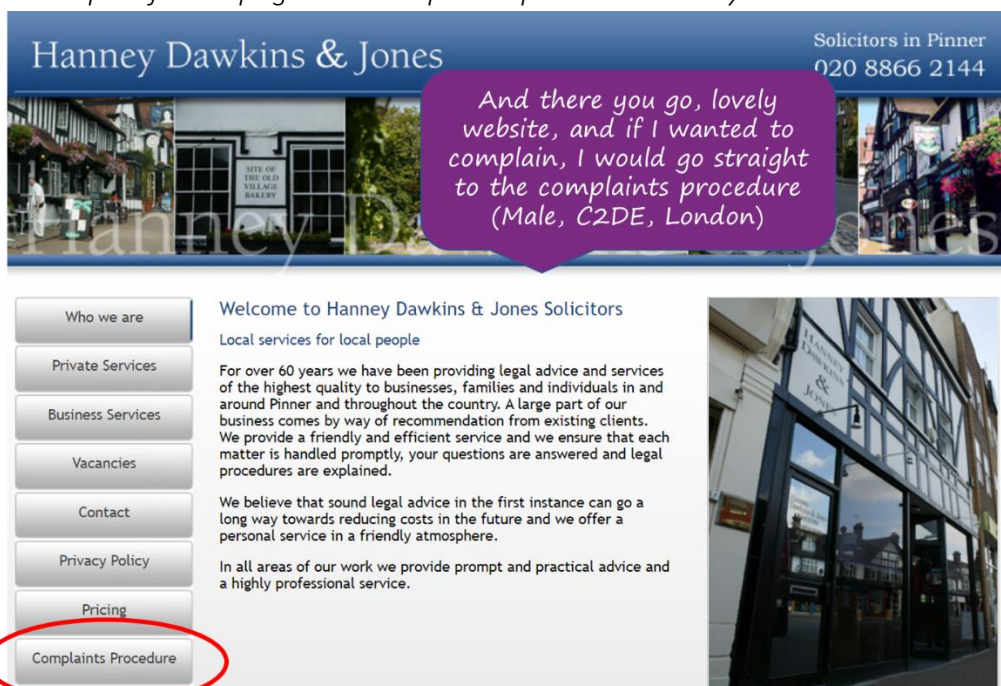 Hanney Dawkins & Jones
Solicitors in Pinner
020 8866 2144
And there you go, lovely
website, and if I wanted to
complain, I would go straight
to the complaints procedure
(Male, C2DE, London)
SITE OF
THE OLD
VILLAGE
BAKERY
Who we are
Private Services
Business Services
Vacancies
Contact
Privacy Policy
Pricing
Complaints Procedure
Welcome to Hanney Dawkins & Jones Solicitors
Local services for local people
For over 60 years we have been providing legal advice and services
of the highest quality to businesses, families and individuals in and
around Pinner and throughout the country. A large part of our
business comes by way of recommendation from existing clients.
We provide a friendly and efficient service and we ensure that each
matter is handled promptly, your questions are answered and legal
procedures are explained.
We believe that sound legal advice in the first instance can go a
long way towards reducing costs in the future and we offer a
personal service in a friendly atmosphere.
In all areas of our work we provide prompt and practical advice and
a highly professional service.
HANNEY
DAWKINS
&
JONES